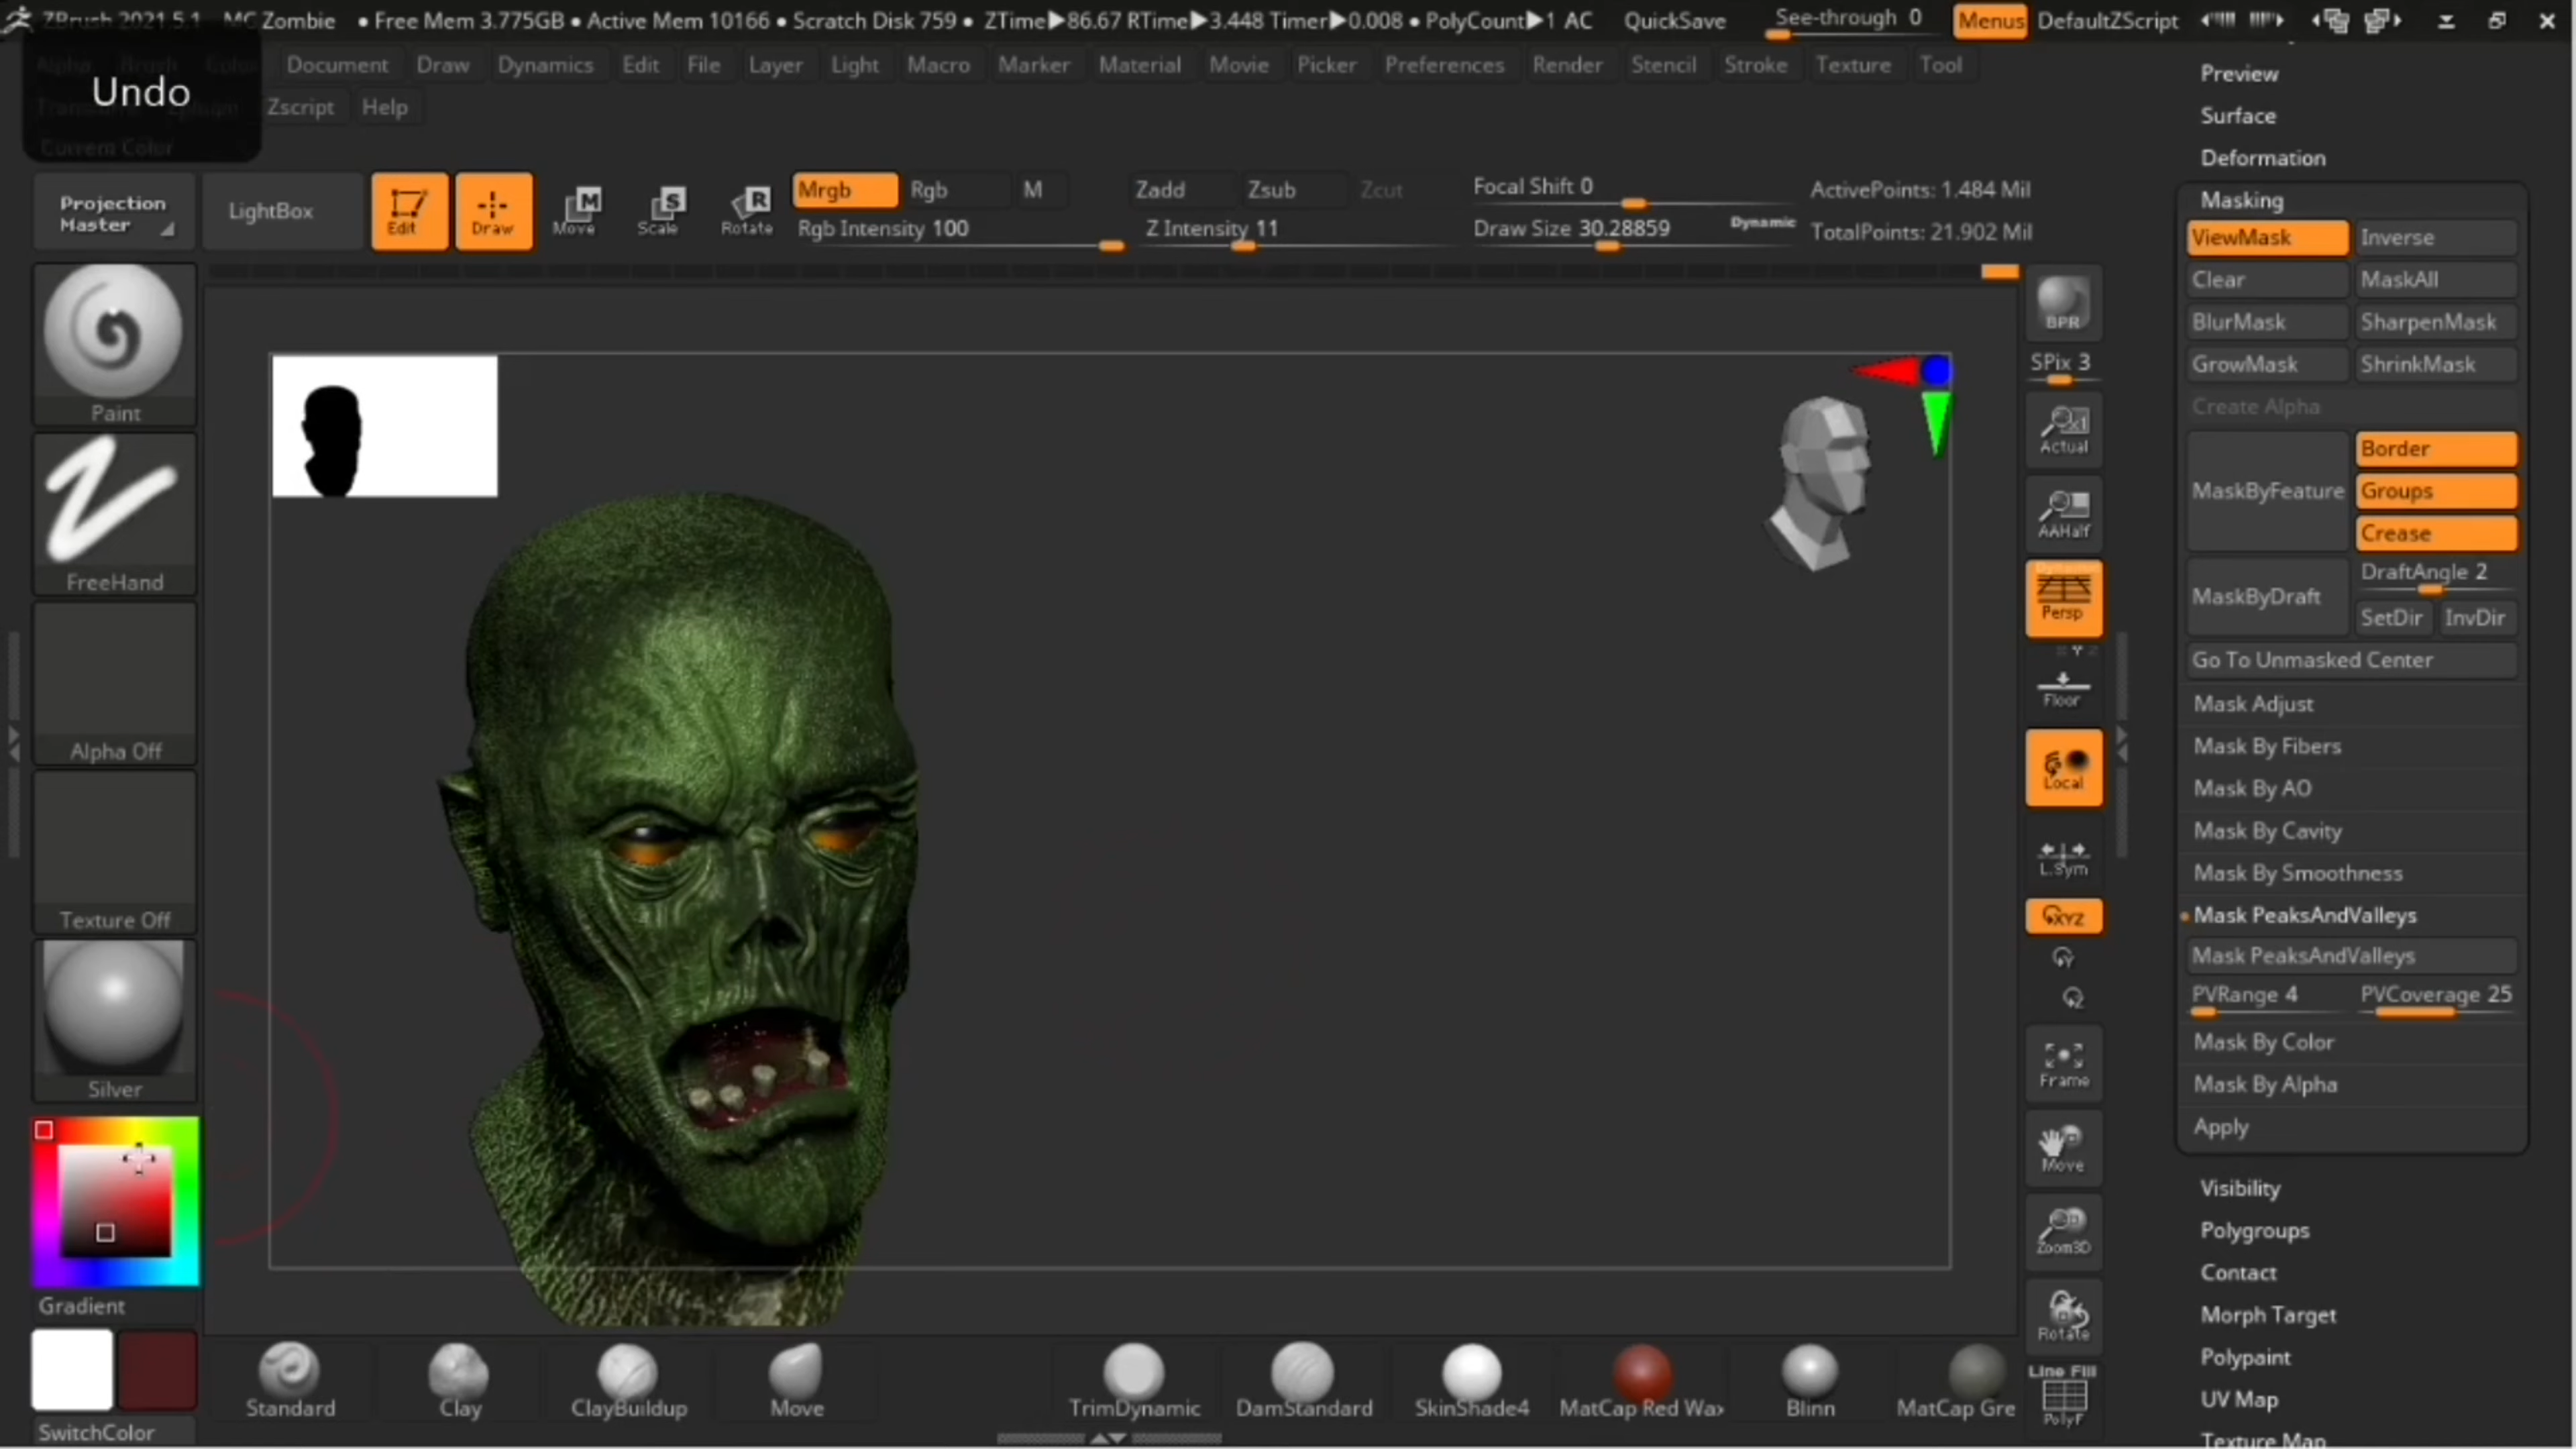 ZBrush 2021.5.1 MC Zombie • Free Mem 3.775GB • Active Mem 10166 • Scratch Disk 759 • ZTime▶86.67 RTime▶3.448 Timer▶0.008 • PolyCount▶1 AC QuickSave See-through 0 Menus DefaultZScript
Alpha Brush Document Draw Dynamics Edit File Layer Light Macro Marker Material Movie Picker Preferences Render Stencil Stroke Texture Tool
Undo
Zscript Help
Current Color
Projection Master
LightBox
Edit
Draw
Move
Scale
Rotate
Mrgb Rgb M
Rgb Intensity 100
Zadd Zsub Zcut
Z Intensity 11
Focal Shift 0
Draw Size 30.28859
Dynamic
ActivePoints: 1.484 Mil
TotalPoints: 21.902 Mil
Paint
FreeHand
Alpha Off
Texture Off
Silver
Gradient
SwitchColor
BPR
SPix 3
Actual
AAHalf
Persp
Floor
Local
L.Sym
XYZ
Y
Z
Frame
Move
Zoom3D
Rotate
Line Fill
PolyF
Standard
Clay
ClayBuildup
Move
TrimDynamic
DamStandard
SkinShade4
MatCap Red Wax
Blinn
MatCap Gre
Preview
Surface
Deformation
Masking
ViewMask Inverse
Clear MaskAll
BlurMask SharpenMask
GrowMask ShrinkMask
Create Alpha
MaskByFeature
Border
Groups
Crease
MaskByDraft
DraftAngle 2
SetDir InvDir
Go To Unmasked Center
Mask Adjust
Mask By Fibers
Mask By AO
Mask By Cavity
Mask By Smoothness
Mask PeaksAndValleys
Mask PeaksAndValleys
PVRange 4 PVCoverage 25
Mask By Color
Mask By Alpha
Apply
Visibility
Polygroups
Contact
Morph Target
Polypaint
UV Map
Texture Map